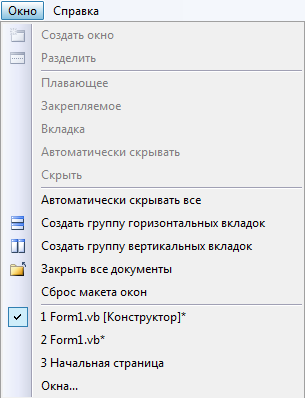 Окно Справка
Создать окно
Разделить
Плавающее
Закрепляемое
Вкладка
Автоматически скрывать
Скрыть
Автоматически скрывать все
Создать группу горизонтальных вкладок
Создать группу вертикальных вкладок
Закрыть все документы
Сброс макета окон
1 Form1.vb [Конструктор]*
2 Form1.vb*
3 Начальная страница
Окна...